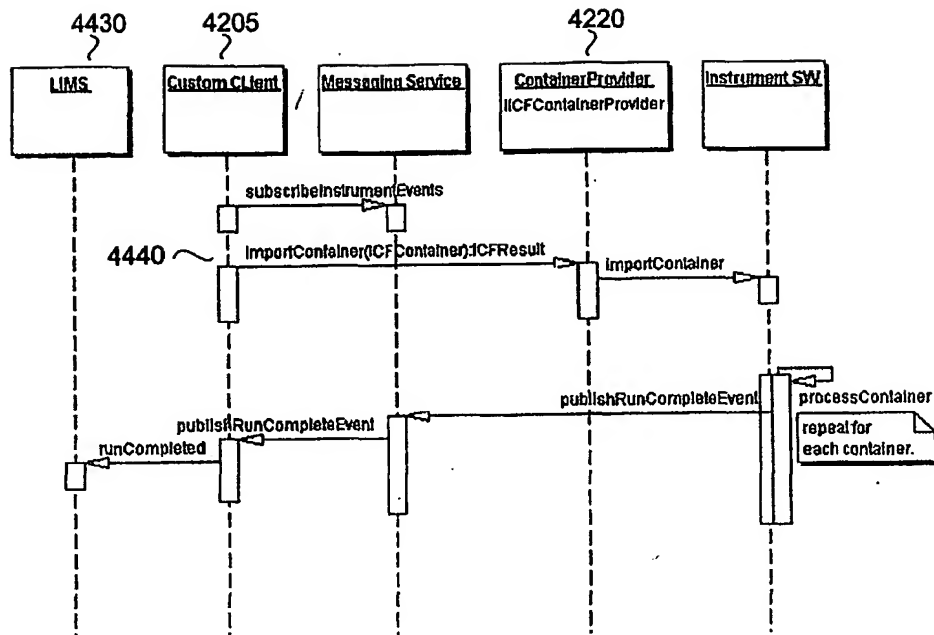 4430
4205
4220
LIMS
Custom CLient
Messaging Service
ContainerProvider
IICFContainerProvider
Instrument SW
subscribeInstrumentEvents
4440
importContainer(ICFContainer):ICFResult
importContainer
processContainer
publishRunCompleteEvent
publishRunCompleteEvent
runCompleted
repeat for
each container.